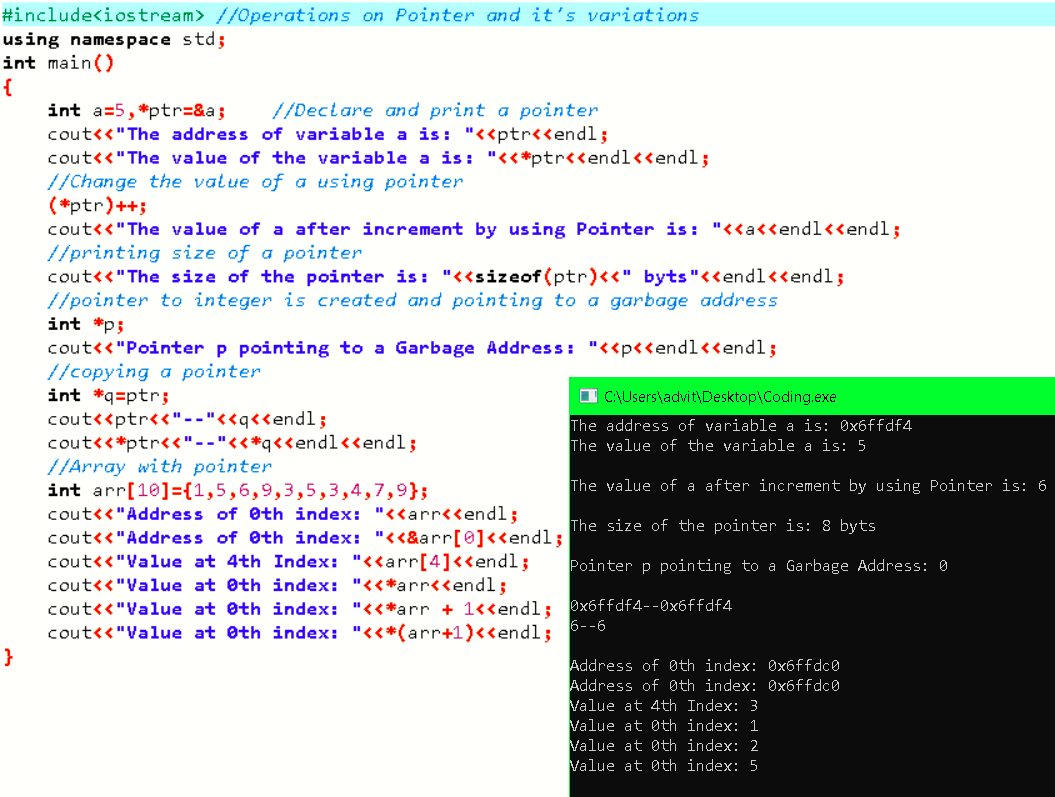 #include<iostream> //Operations on Pointer and it's variations
using namespace std;
int main()
{
    int a=5,*ptr=&a;    //Declare and print a pointer
    cout<<"The address of variable a is: "<<ptr<<endl;
    cout<<"The value of the variable a is: "<<*ptr<<endl<<endl;
    //Change the value of a using pointer
    (*ptr)++;
    cout<<"The value of a after increment by using Pointer is: "<<a<<endl<<endl;
    //printing size of a pointer
    cout<<"The size of the pointer is: "<<sizeof(ptr)<<" byts"<<endl<<endl;
    //pointer to integer is created and pointing to a garbage address
    int *p;
    cout<<"Pointer p pointing to a Garbage Address: "<<p<<endl<<endl;
    //copying a pointer
    int *q=ptr;
    cout<<ptr<<"--"<<q<<endl;
    cout<<*ptr<<"--"<<*q<<endl<<endl;
    //Array with pointer
    int arr[10]={1,5,6,9,3,5,3,4,7,9};
    cout<<"Address of 0th index: "<<arr<<endl;
    cout<<"Address of 0th index: "<<&arr[0]<<endl;
    cout<<"Value at 4th Index: "<<arr[4]<<endl;
    cout<<"Value at 0th index: "<<*arr<<endl;
    cout<<"Value at 0th index: "<<*arr + 1<<endl;
    cout<<"Value at 0th index: "<<*(arr+1)<<endl;
}
C:\Users\advit\Desktop\Coding.exe
The address of variable a is: 0x6ffdf4
The value of the variable a is: 5
The value of a after increment by using Pointer is: 6
The size of the pointer is: 8 byts
Pointer p pointing to a Garbage Address: 0
0x6ffdf4--0x6ffdf4
6--6
Address of 0th index: 0x6ffdc0
Address of 0th index: 0x6ffdc0
Value at 4th Index: 3
Value at 0th index: 1
Value at 0th index: 2
Value at 0th index: 5